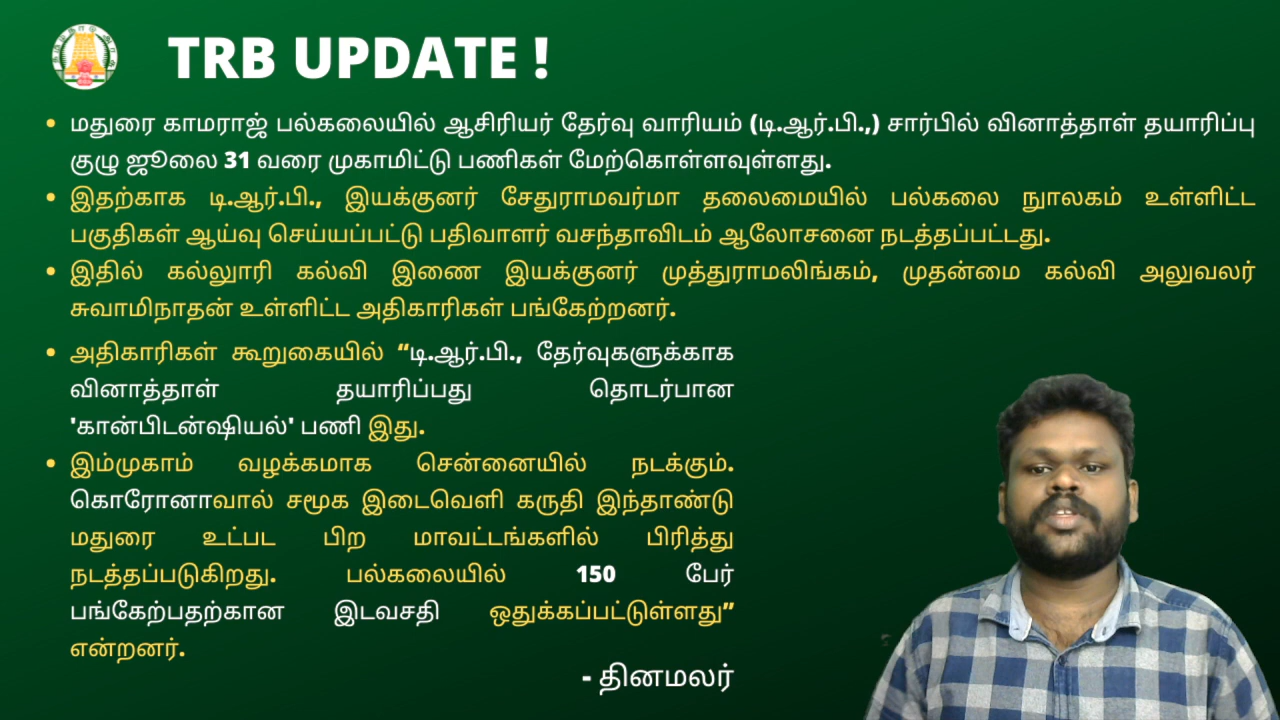 TRB UPDATE !
மதுரை காமராஜ் பல்கலையில் ஆசிரியர் தேர்வு வாரியம் (டி.ஆர்.பி.,) சார்பில் வினாத்தாள் தயாரிப்பு
குழு ஜூலை 31 வரை முகாமிட்டு பணிகள் மேற்கொள்ளவுள்ளது.
இதற்காக டி.ஆர்.பி., இயக்குனர் சேதுராமவர்மா தலைமையில் பல்கலை நுாலகம் உள்ளிட்ட
பகுதிகள் ஆய்வு செய்யப்பட்டு பதிவாளர் வசந்தாவிடம் ஆலோசனை நடத்தப்பட்டது.
இதில் கல்லுாரி கல்வி இணை இயக்குனர் முத்துராமலிங்கம், முதன்மை கல்வி அலுவலர்
சுவாமிநாதன் உள்ளிட்ட அதிகாரிகள் பங்கேற்றனர்.
அதிகாரிகள் கூறுகையில் “டி.ஆர்.பி., தேர்வுகளுக்காக
வினாத்தாள் தயாரிப்பது தொடர்பான
'கான்பிடன்ஷியல்' பணி இது.
இம்முகாம் வழக்கமாக சென்னையில் நடக்கும்.
கொரோனாவால் சமூக இடைவெளி கருதி இந்தாண்டு
மதுரை உட்பட பிற மாவட்டங்களில் பிரித்து
நடத்தப்படுகிறது. பல்கலையில் 150 பேர்
பங்கேற்பதற்கான இடவசதி ஒதுக்கப்பட்டுள்ளது”
என்றனர்.
- தினமலர்